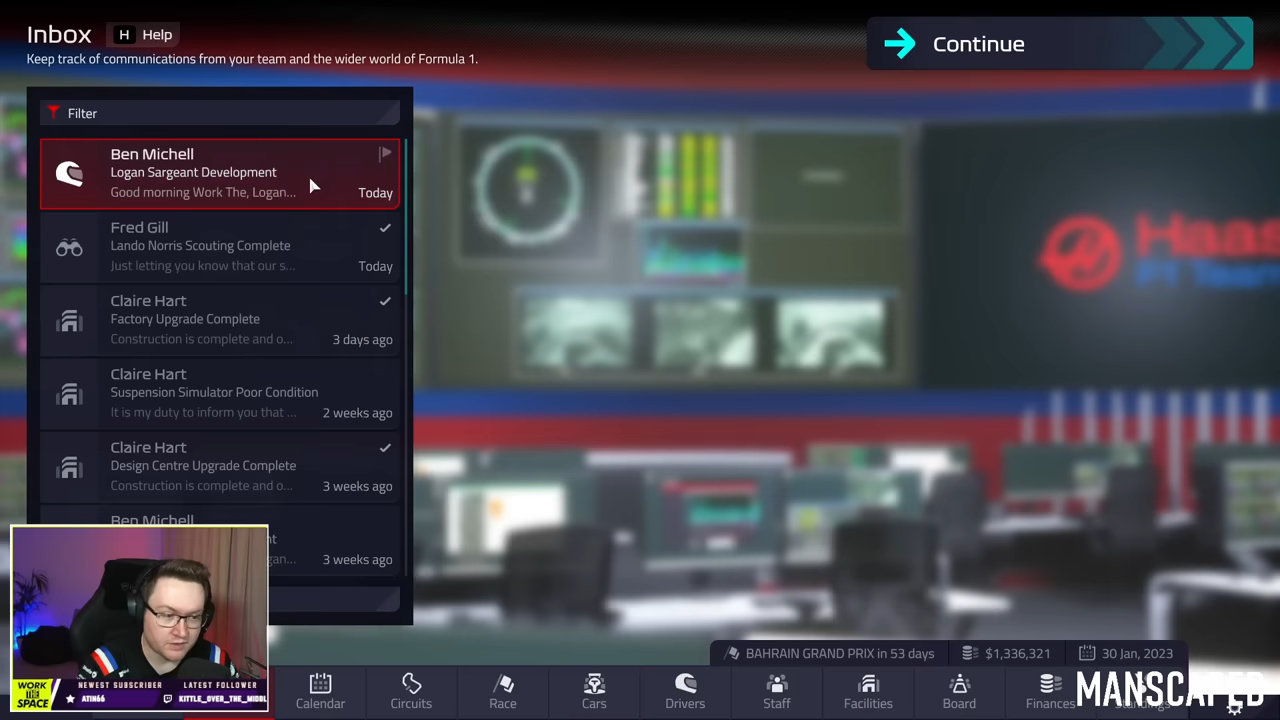 Inbox
H Help
Keep track of communications from your team and the wider world of Formula 1.
Continue
Filter
Ben Michell
Logan Sargeant Development
Good morning Work The, Logan...
Today
Fred Gill
Lando Norris Scouting Complete
Just letting you know that our s...
Today
Claire Hart
Factory Upgrade Complete
Construction is complete and o...
3 days ago
Claire Hart
Suspension Simulator Poor Condition
It is my duty to inform you that ...
2 weeks ago
Claire Hart
Design Centre Upgrade Complete
Construction is complete and o...
3 weeks ago
Ben Michell
3 weeks ago
Haas
F1 Team
BAHRAIN GRAND PRIX in 53 days
$1,336,321
30 Jan, 2023
Calendar
Circuits
Race
Cars
Drivers
Staff
Facilities
Board
Finances
Standings
MANSCAPED
WORK
THE
SPACE
NEWEST SUBSCRIBER
LATEST FOLLOWER
ATIN66
KITTLE_OVER_THE_MIDDL